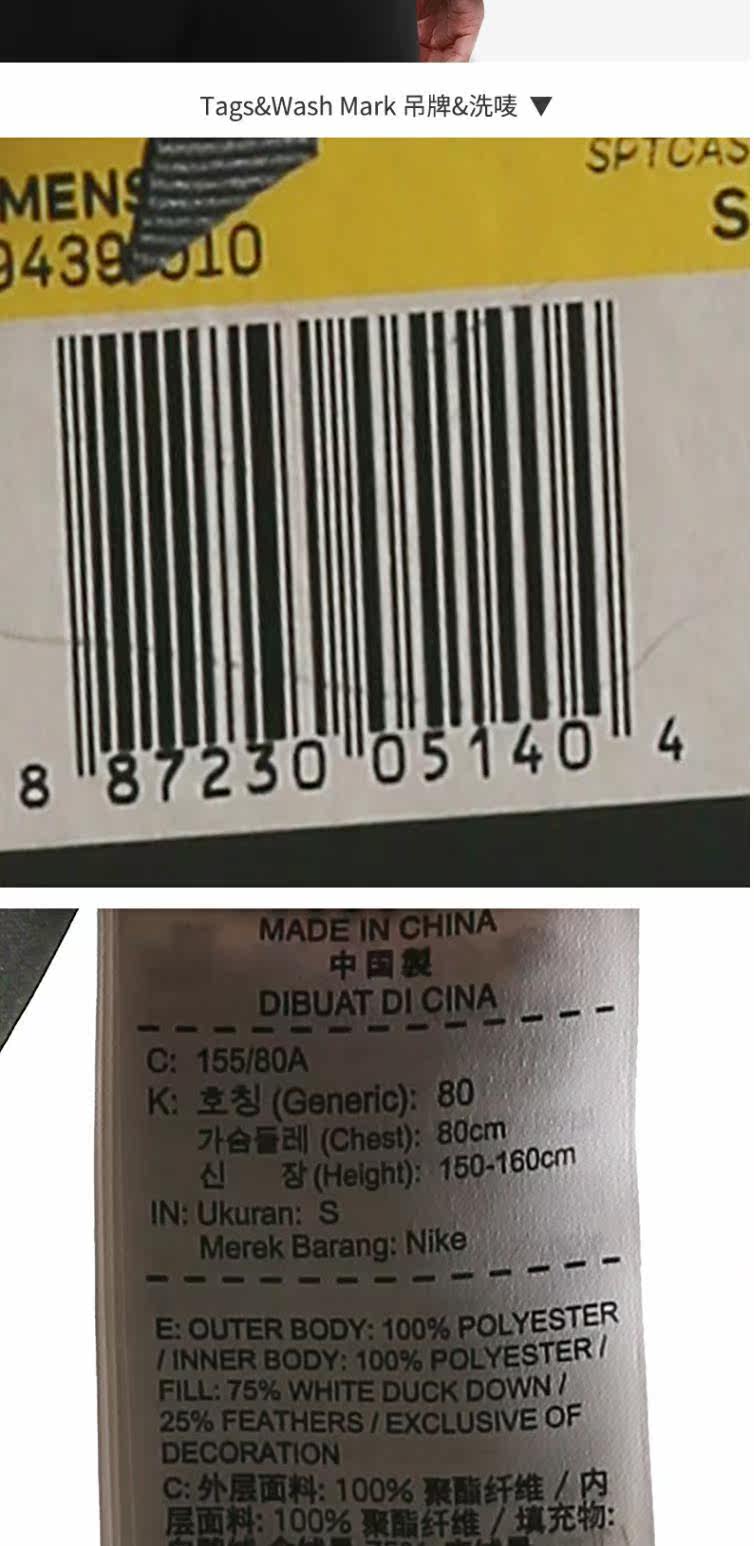 Tags&Wash Mark 吊牌&洗唛 ▼
SPTCAS
MENS
S
10
8 87230 05140 4
MADE IN CHINA
中国製
DIBUAT DI CINA
C: 155/80A
K: 호칭 (Generic): 80
가슴둘레 (Chest): 80cm
신 장 (Height): 150-160cm
IN: Ukuran: S
Merek Barang: Nike
E: OUTER BODY: 100% POLYESTER
/ INNER BODY: 100% POLYESTER /
FILL: 75% WHITE DUCK DOWN /
25% FEATHERS / EXCLUSIVE OF
DECORATION
C: 外层面料: 100% 聚酯纤维 / 内
层面料: 100% 聚酯纤维 / 填充物: